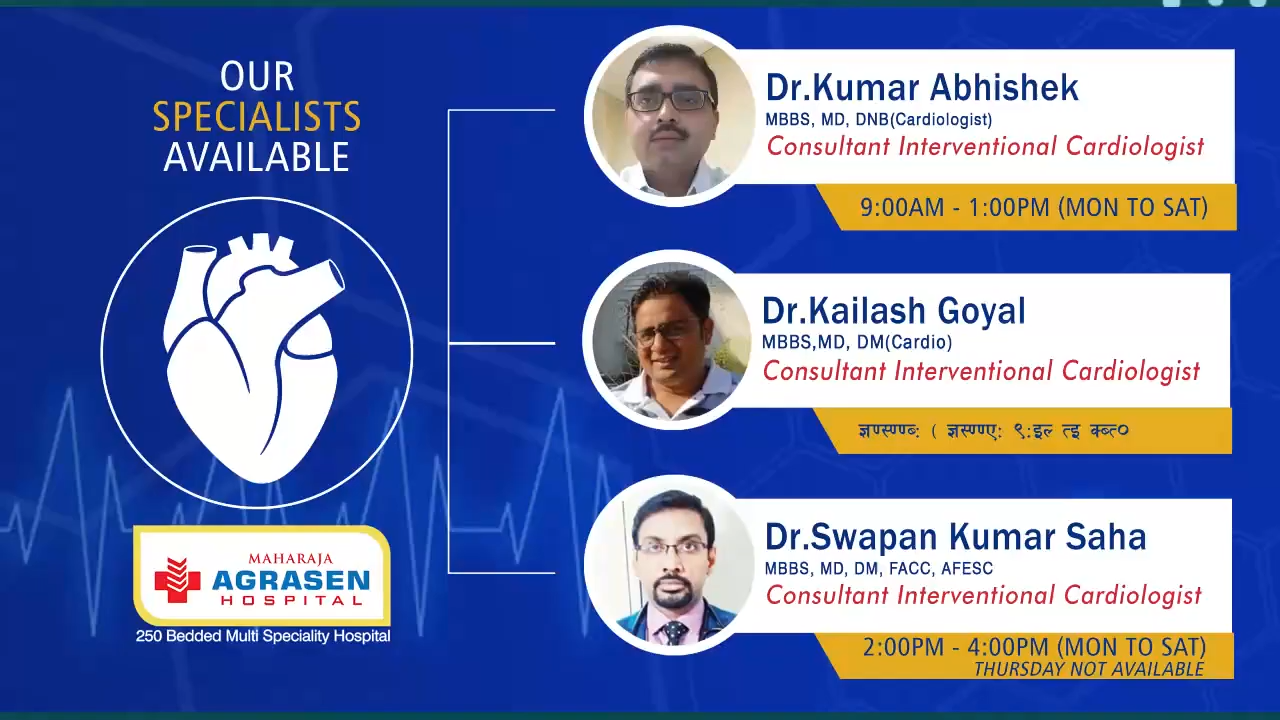 OUR
SPECIALISTS
AVAILABLE
MAHARAJA
AGRASEN
HOSPITAL
250 Bedded Multi Speciality Hospital
Dr.Kumar Abhishek
MBBS, MD, DNB(Cardiologist)
Consultant Interventional Cardiologist
9:00AM - 1:00PM (MON TO SAT)
Dr.Kailash Goyal
MBBS,MD, DM(Cardio)
Consultant Interventional Cardiologist
Dr.Swapan Kumar Saha
MBBS, MD, DM, FACC, AFESC
Consultant Interventional Cardiologist
2:00PM - 4:00PM (MON TO SAT)
THURSDAY NOT AVAILABLE